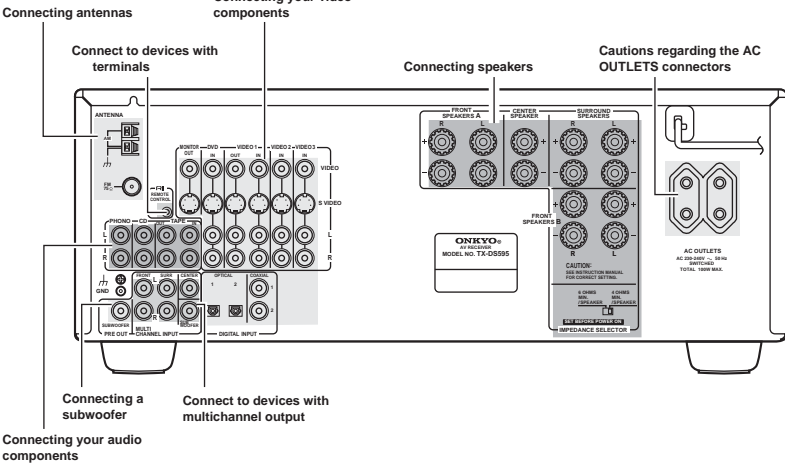 Connecting your video
components
Connecting antennas
Connect to devices with
terminals
Connecting speakers
Cautions regarding the AC
OUTLETS connectors
ANTENNA
AM
FM
75
REMOTE
CONTROL
MONITOR
OUT
DVD
IN
VIDEO 1
OUT
IN
VIDEO 2
IN
VIDEO 3
IN
VIDEO
S VIDEO
L
R
PHONO
CD
TAPE
L
R
GND
FRONT
SURR
CENTER
L
R
SUBWOOFER
PRE OUT
MULTI
CHANNEL INPUT
WOOFER
OPTICAL
1
2
COAXIAL
1
2
DIGITAL INPUT
FRONT
SPEAKERS A
R
L
CENTER
SPEAKER
SURROUND
SPEAKERS
R
L
FRONT
SPEAKERS B
R
L
ONKYO®
AV RECEIVER
MODEL NO. TX-DS595
CAUTION:
SEE INSTRUCTION MANUAL
FOR CORRECT SETTING.
6 OHMS
MIN.
/SPEAKER
4 OHMS
MIN.
/SPEAKER
SET BEFORE POWER ON
IMPEDANCE SELECTOR
AC OUTLETS
AC 230-240V ~, 50 Hz
SWITCHED
TOTAL 100W MAX.
Connecting a
subwoofer
Connect to devices with
multichannel output
Connecting your audio
components